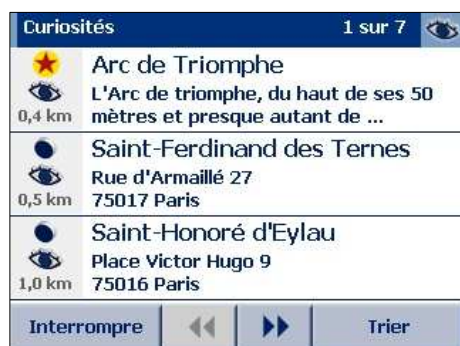 Curiosités 1 sur 7
Arc de Triomphe
L'Arc de triomphe, du haut de ses 50
0,4 km mètres et presque autant de ...
Saint-Ferdinand des Ternes
Rue d'Armaillé 27
0,5 km 75017 Paris
Saint-Honoré d'Eylau
Place Victor Hugo 9
1,0 km 75016 Paris
Interrompre Trier